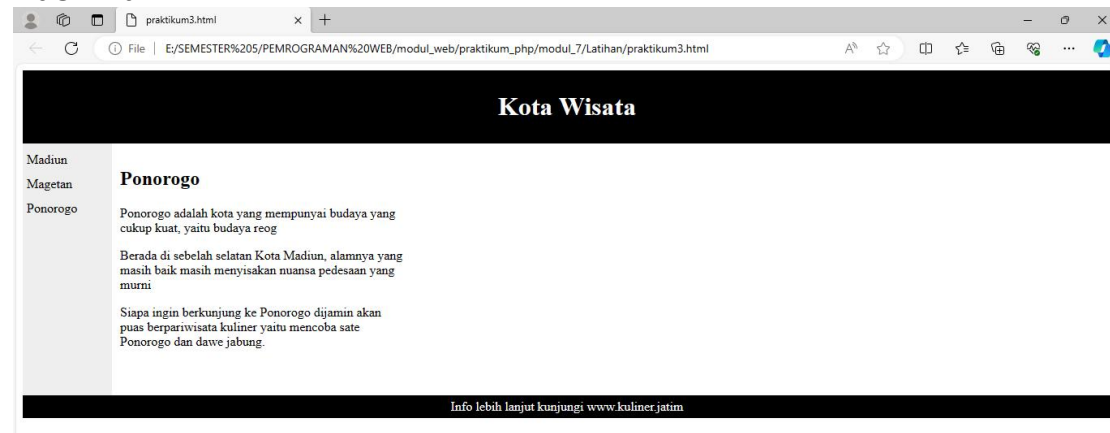 praktikum3.html
File | E:/SEMESTER%205/PEMROGRAMAN%20WEB/modul_web/praktikum_php/modul_7/Latihan/praktikum3.html
Kota Wisata
Madiun
Magetan
Ponorogo
Ponorogo
Ponorogo adalah kota yang mempunyai budaya yang
cukup kuat, yaitu budaya reog
Berada di sebelah selatan Kota Madiun, alamnya yang
masih baik masih menyisakan nuansa pedesaan yang
murni
Siapa ingin berkunjung ke Ponorogo dijamin akan
puas berpariwisata kuliner yaitu mencoba sate
Ponorogo dan dawe jabung.
Info lebih lanjut kunjungi www.kuliner.jatim